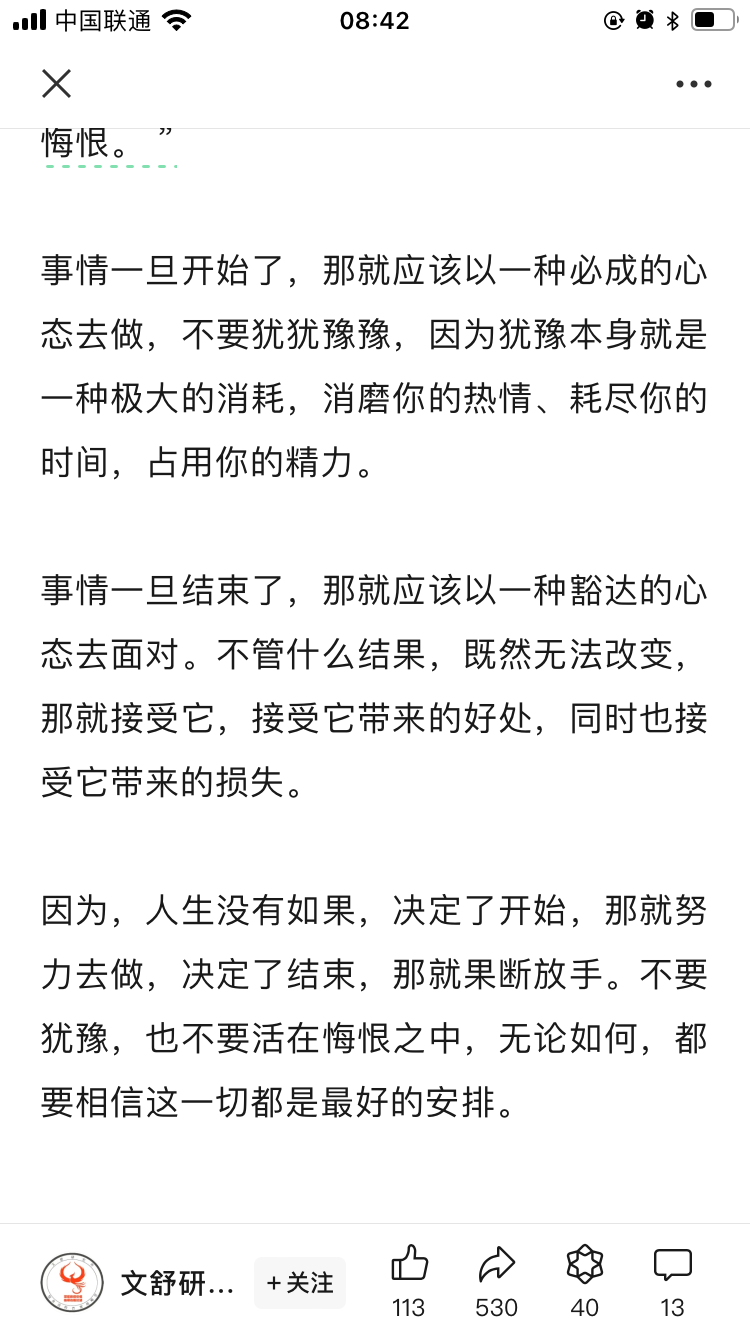 中国联通
08:42
悔恨。”
事情一旦开始了，那就应该以一种必成的心
态去做，不要犹犹豫豫，因为犹豫本身就是
一种极大的消耗，消磨你的热情、耗尽你的
时间，占用你的精力。
事情一旦结束了，那就应该以一种豁达的心
态去面对。不管什么结果，既然无法改变，
那就接受它，接受它带来的好处，同时也接
受它带来的损失。
因为，人生没有如果，决定了开始，那就努
力去做，决定了结束，那就果断放手。不要
犹豫，也不要活在悔恨之中，无论如何，都
要相信这一切都是最好的安排。
文舒研...
+关注
113
530
40
13